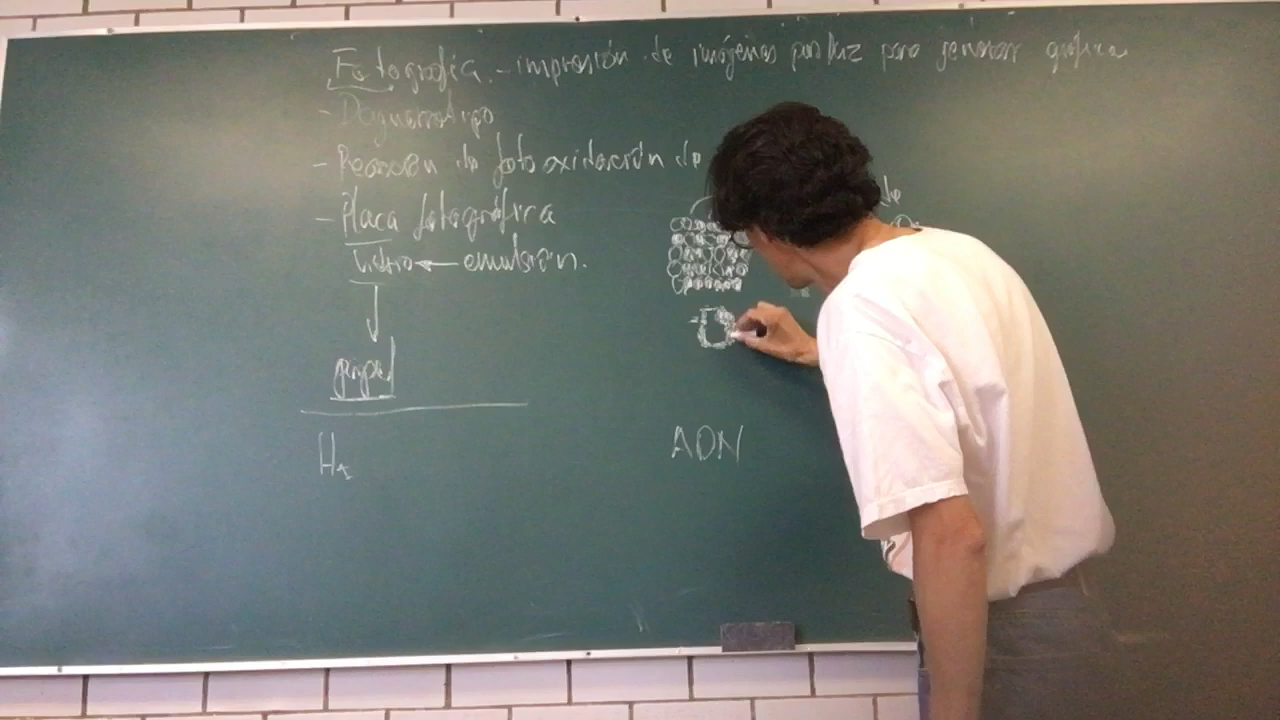 Fotografía.- impresión de imágenes por luz para generar gráfica
- Daguerrotipo
- Reacción de foto oxidación de
- Placa fotográfica
vidrio ← emulsión.
papel
ADN